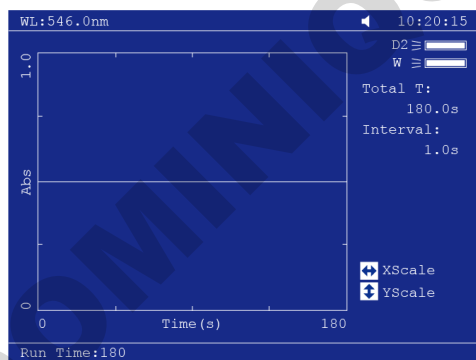 WL:546.0nm 10:20:15
D2
W
Total T:
180.0s
Interval:
1.0s
1.0
Abs
0
0 Time(s) 180
XScale
YScale
Run Time:180
OMINIQ